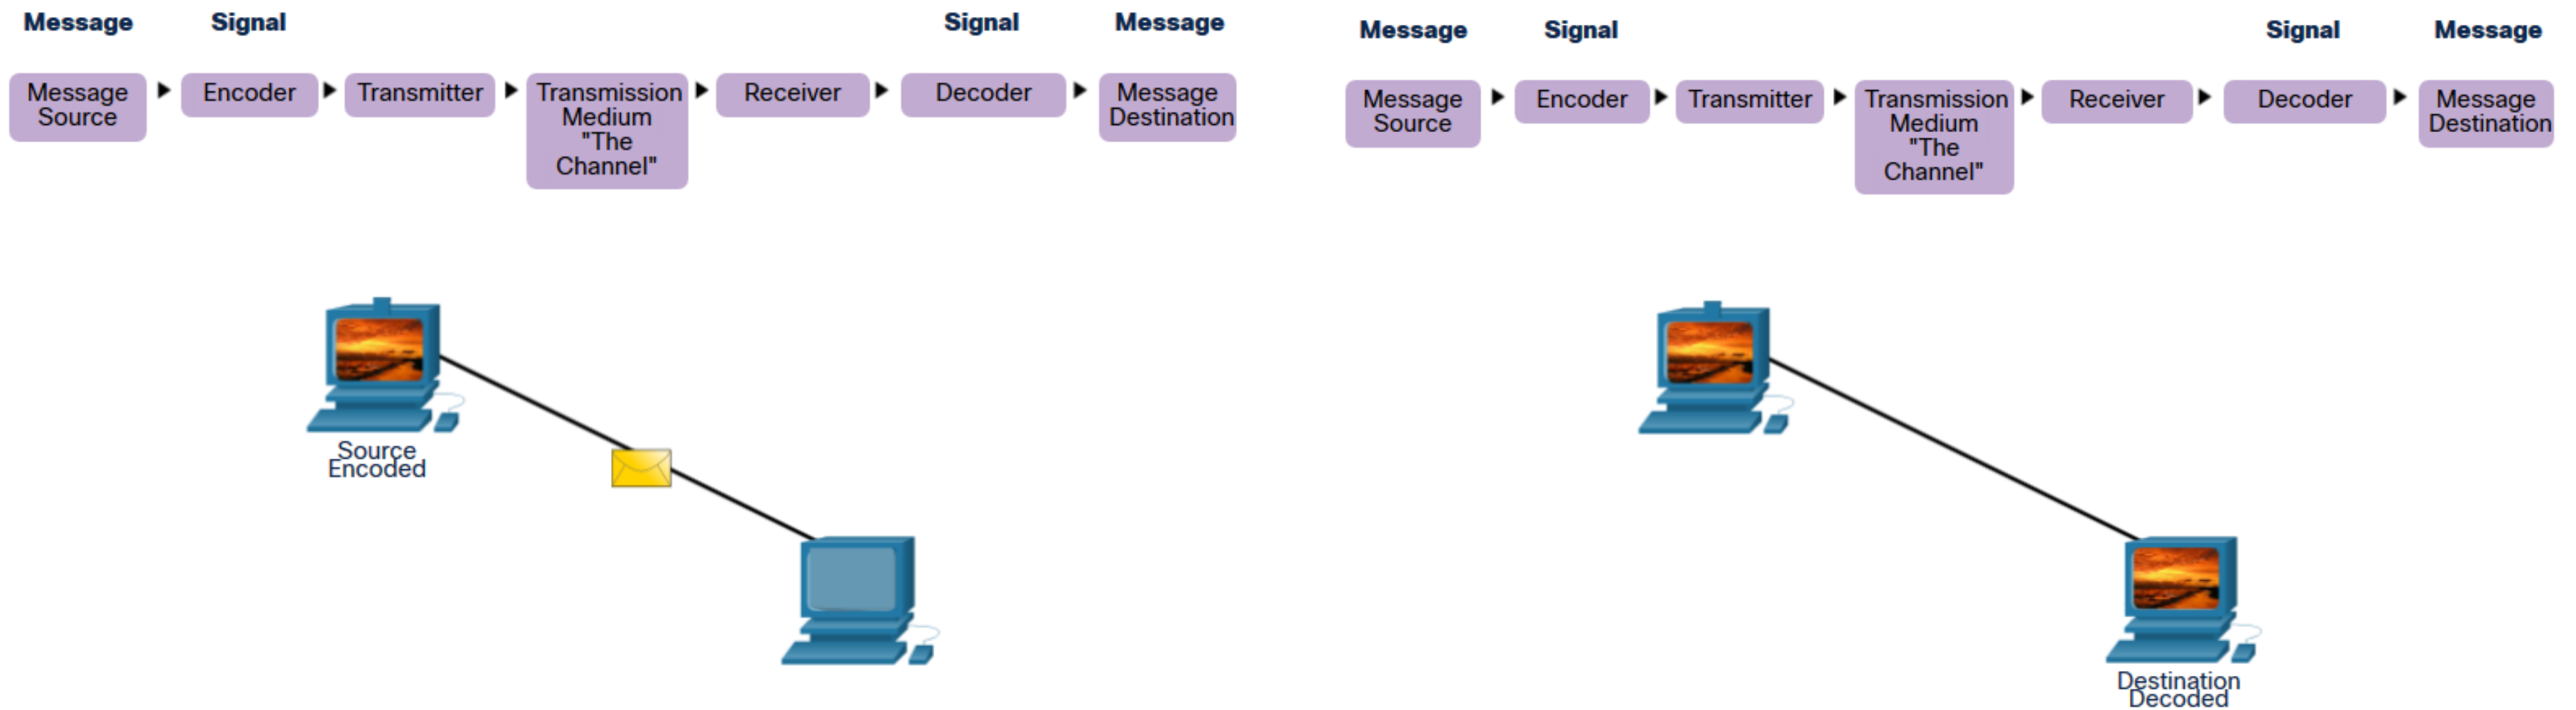 Message Signal Signal Message
Message Source
Encoder
Transmitter
Transmission Medium "The Channel"
Receiver
Decoder
Message Destination
Source
Encoded
Message Signal Signal Message
Message Source
Encoder
Transmitter
Transmission Medium "The Channel"
Receiver
Decoder
Message Destination
Destination
Decoded